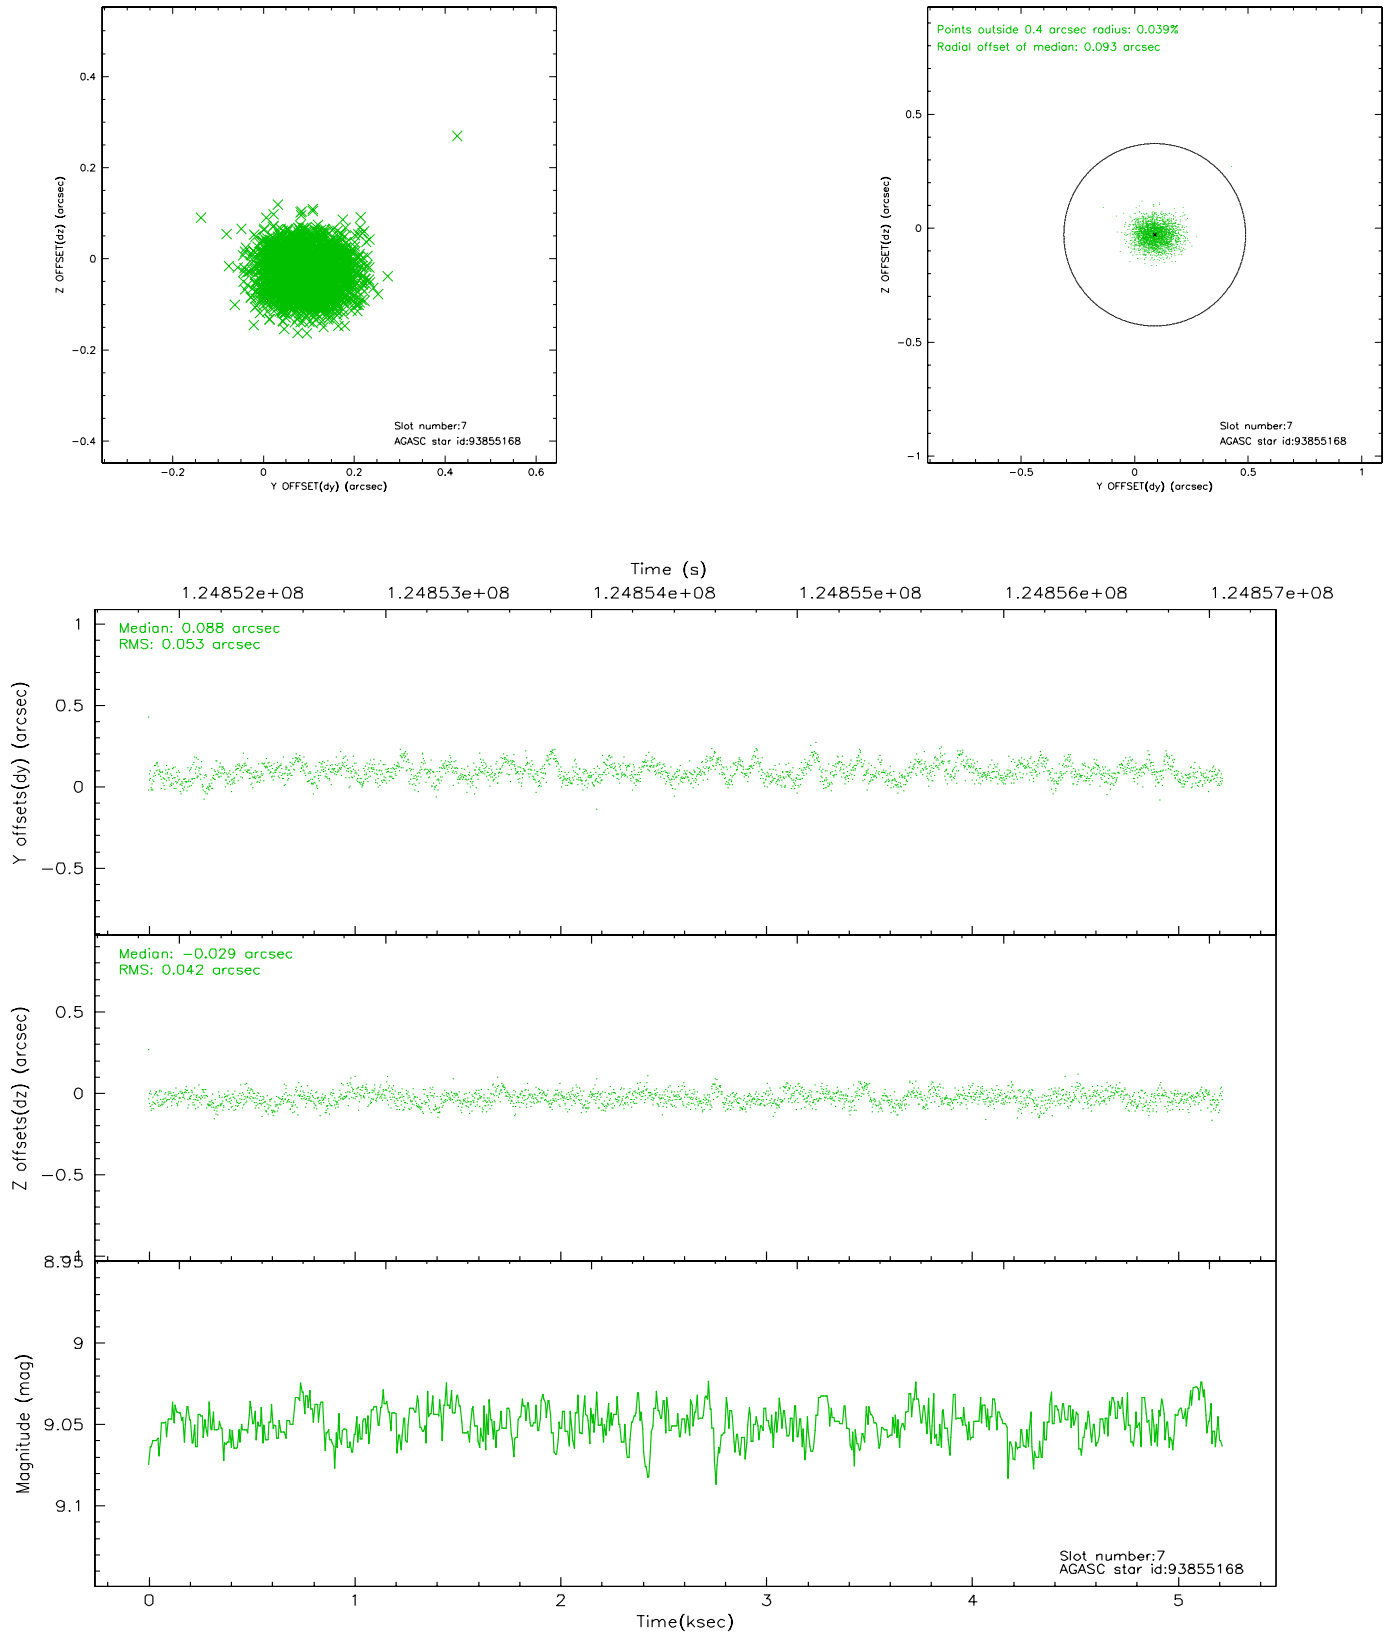 0.4
0.2
0
−0.2
−0.4
Z OFFSET(dz) (arcsec)
Slot number:7
AGASC star id:93855168
−0.2 0 0.2 0.4 0.6
Y OFFSET(dy) (arcsec)
Points outside 0.4 arcsec radius: 0.039%
Radial offset of median: 0.093 arcsec
0.5
0
−0.5
−1
Z OFFSET(dz) (arcsec)
Slot number:7
AGASC star id:93855168
−0.5 0 0.5 1
Y OFFSET(dy) (arcsec)
Time (s)
1.24852e+08 1.24853e+08 1.24854e+08 1.24855e+08 1.24856e+08 1.24857e+08
Median: 0.088 arcsec
RMS: 0.053 arcsec
1
0.5
0
−0.5
Y offsets(dy) (arcsec)
Median: −0.029 arcsec
RMS: 0.042 arcsec
0.5
0
−0.5
−1
Z offsets(dz) (arcsec)
8.95
9
9.05
9.1
Magnitude (mag)
Slot number:7
AGASC star id:93855168
0 1 2 3 4 5
Time(ksec)